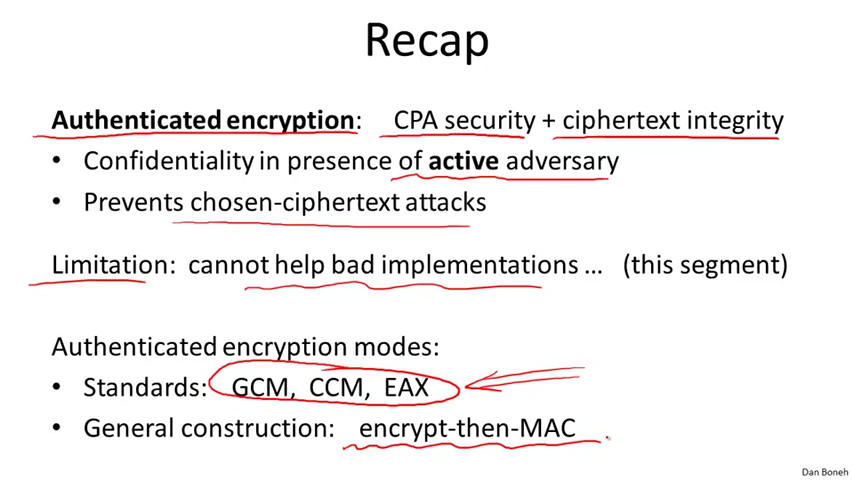 Recap
Authenticated encryption: CPA security + ciphertext integrity
• Confidentiality in presence of active adversary
• Prevents chosen-ciphertext attacks
Limitation: cannot help bad implementations … (this segment)
Authenticated encryption modes:
• Standards: GCM, CCM, EAX
• General construction: encrypt-then-MAC
Dan Boneh